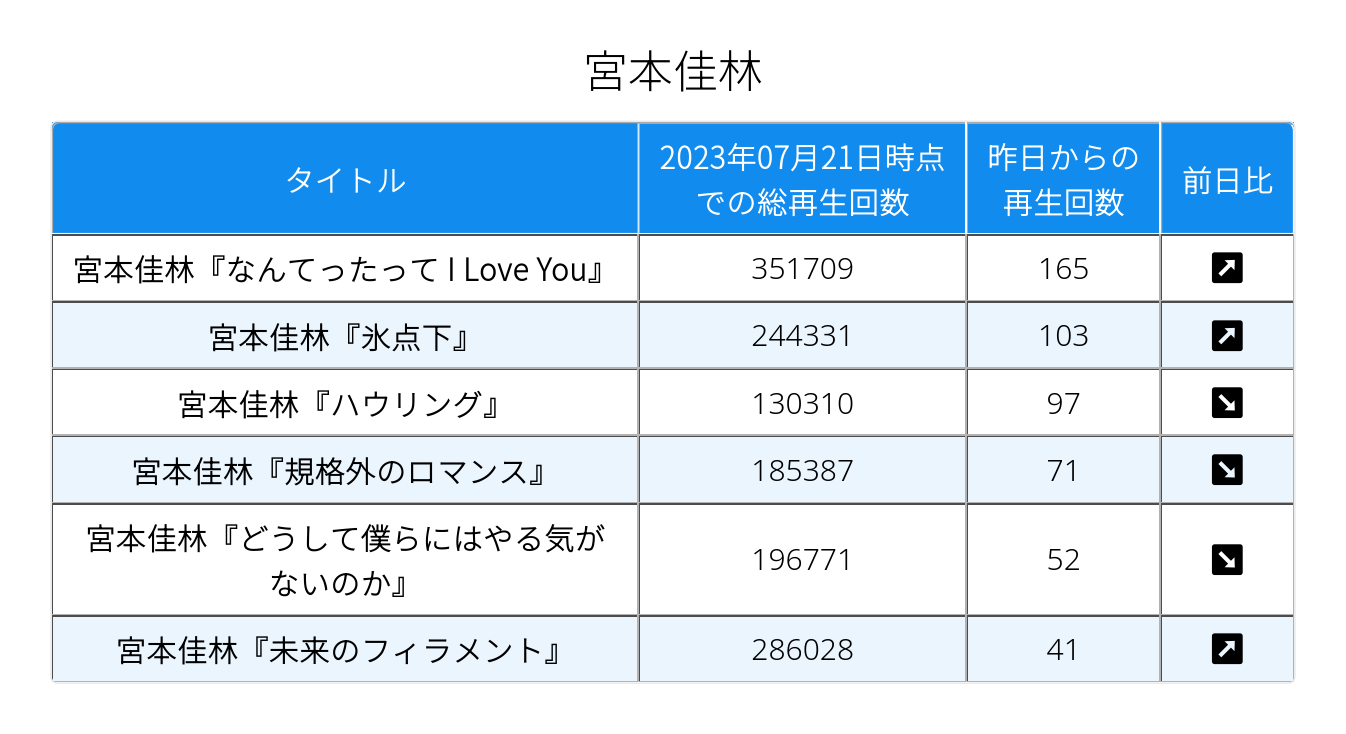 宮本佳林
タイトル
2023年07月21日時点
での総再生回数
昨日からの
再生回数
前日比
宮本佳林『なんてったって I Love You』
351709
165
宮本佳林『氷点下』
244331
103
宮本佳林『ハウリング』
130310
97
宮本佳林『規格外のロマンス』
185387
71
宮本佳林『どうして僕らにはやる気が
ないのか』
196771
52
宮本佳林『未来のフィラメント』
286028
41